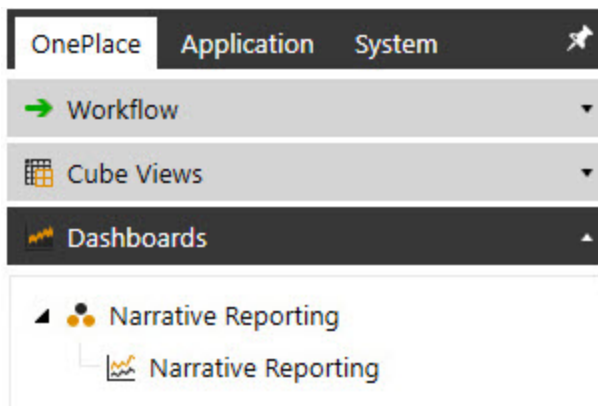 OnePlace Application System
Workflow
Cube Views
Dashboards
Narrative Reporting
Narrative Reporting